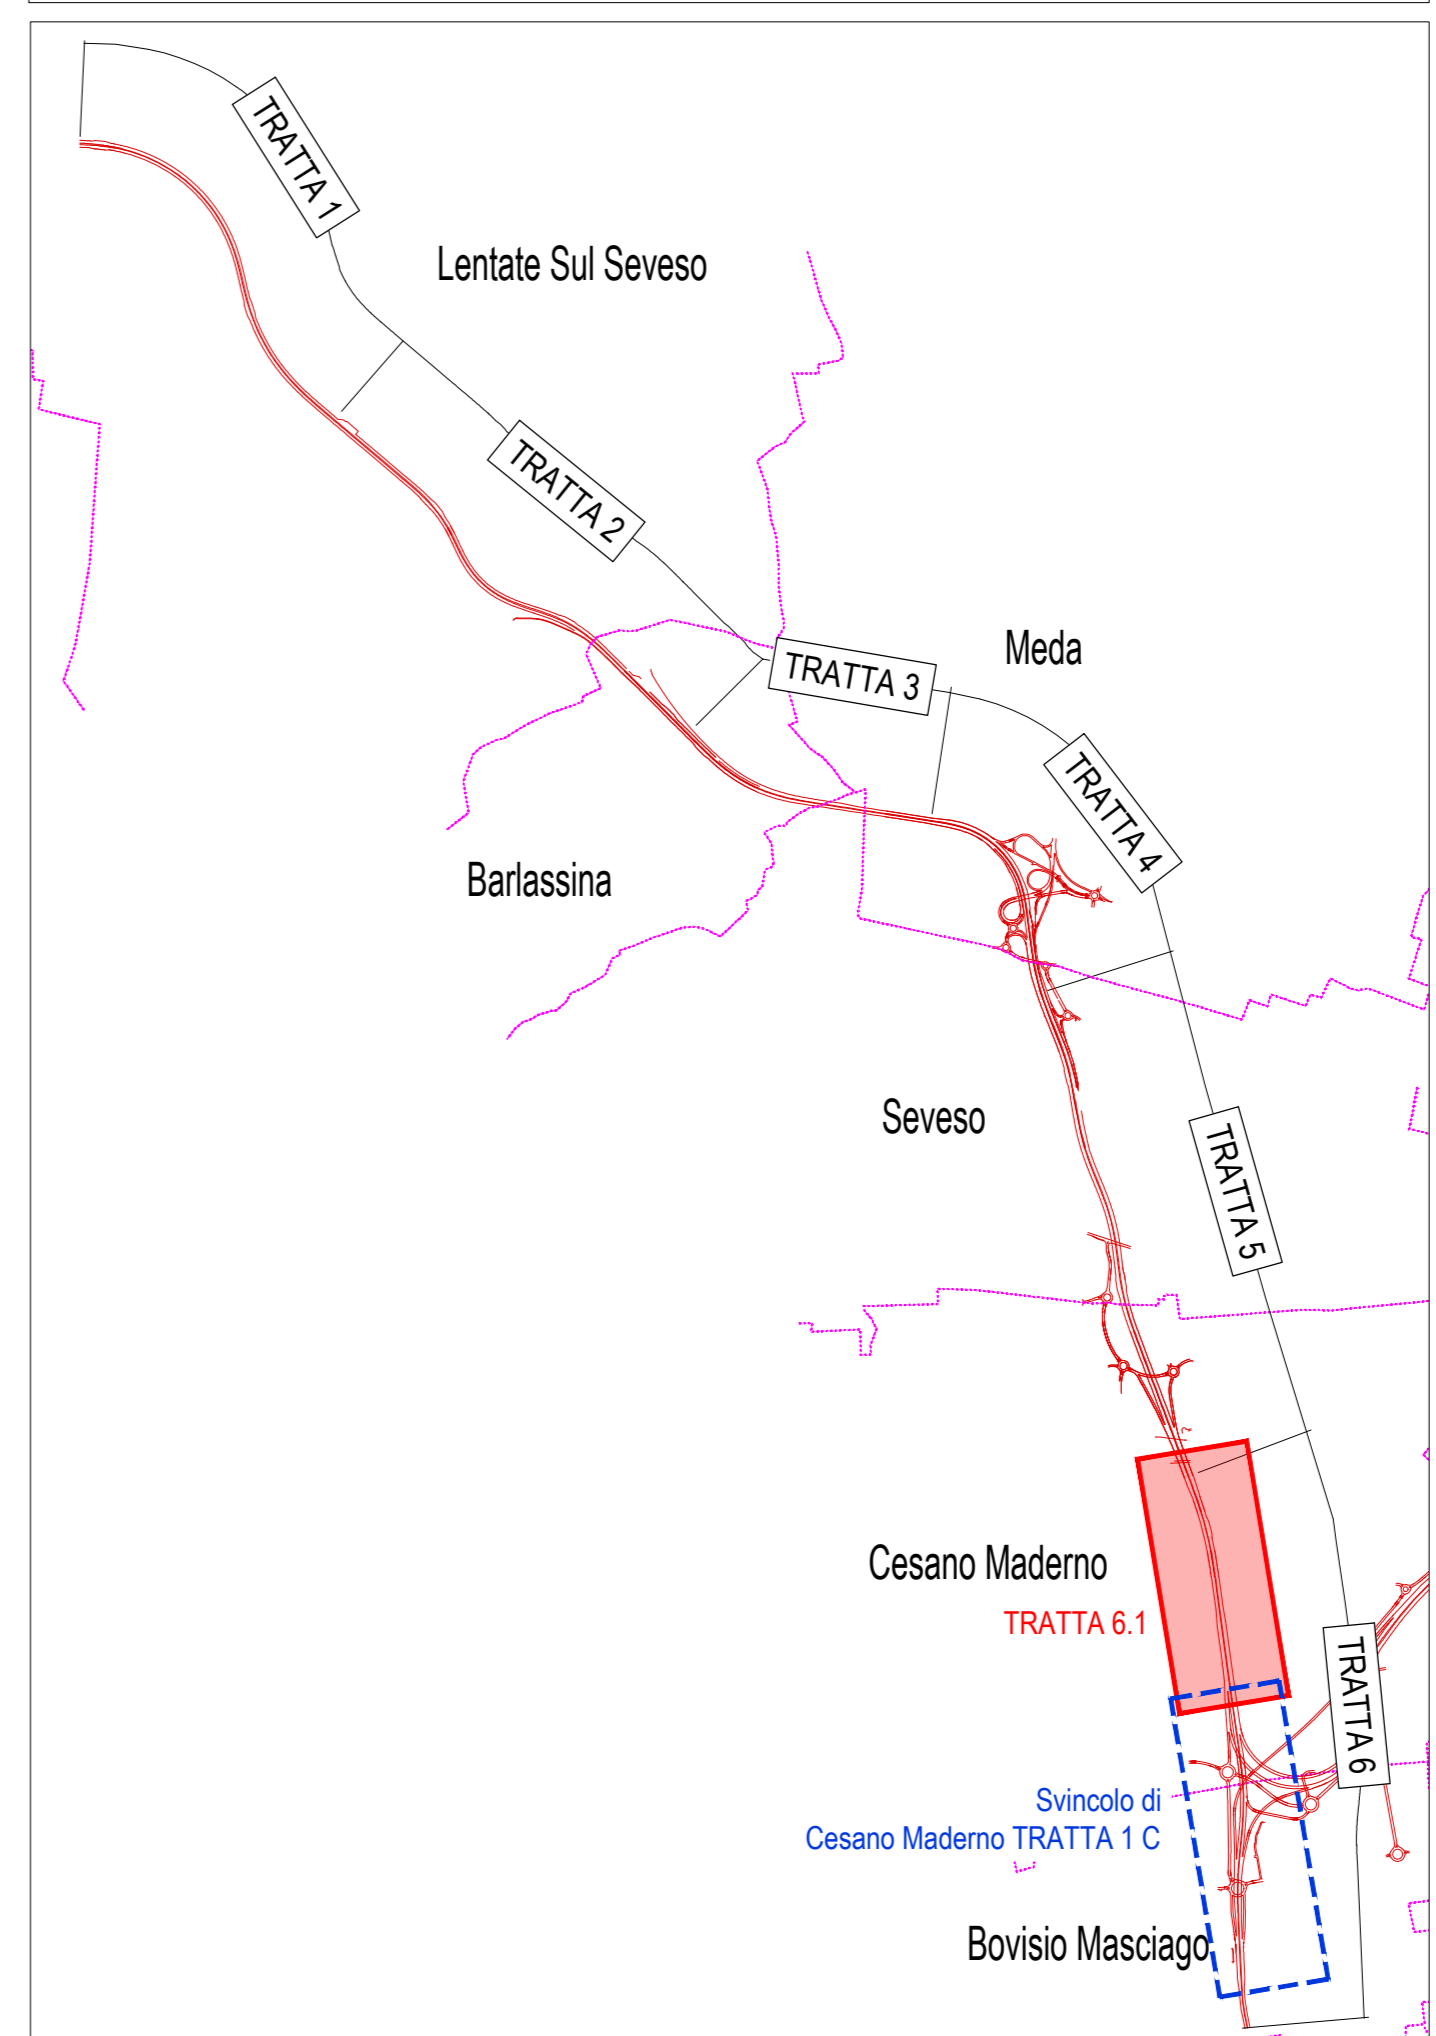 TRATTA 1
Lentate Sul Seveso
TRATTA 2
Meda
TRATTA 3
TRATTA 4
Barlassina
Seveso
TRATTA 5
Cesano Maderno
TRATTA 6.1
TRATTA 6
Svincolo di
Cesano Maderno TRATTA 1 C
Bovisio Masciago